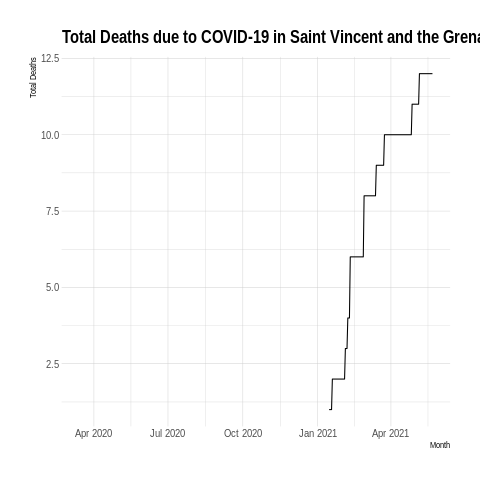 Total Deaths due to COVID-19 in Saint Vincent and the Grena
Total Deaths
12.5
10.0
7.5
5.0
2.5
Apr 2020 Jul 2020 Oct 2020 Jan 2021 Apr 2021
Month